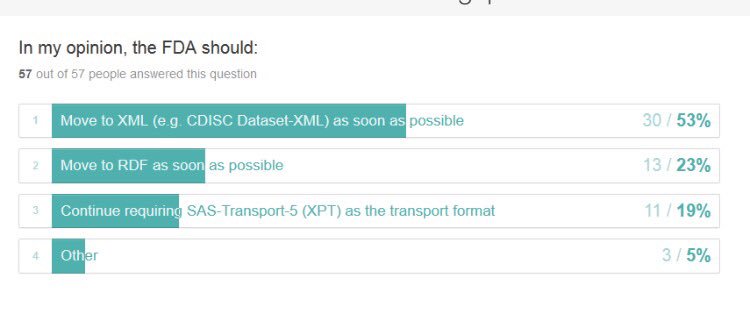 In my opinion, the FDA should:
57 out of 57 people answered this question
1 Move to XML (e.g. CDISC Dataset-XML) as soon as possible 30 / 53%
2 Move to RDF as soon as possible 13 / 23%
3 Continue requiring SAS-Transport-5 (XPT) as the transport format 11 / 19%
4 Other 3 / 5%